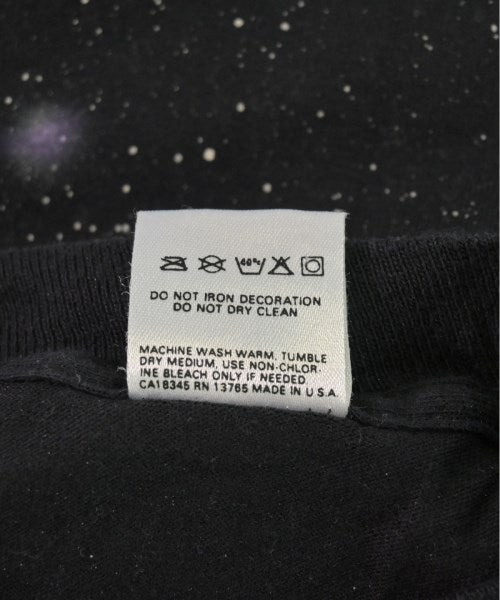 40°c
DO NOT IRON DECORATION
DO NOT DRY CLEAN
MACHINE WASH WARM, TUMBLE
DRY MEDIUM, USE NON-CHLOR-
INE BLEACH ONLY IF NEEDED
CA18345 RN 13765 MADE IN U.S.A.